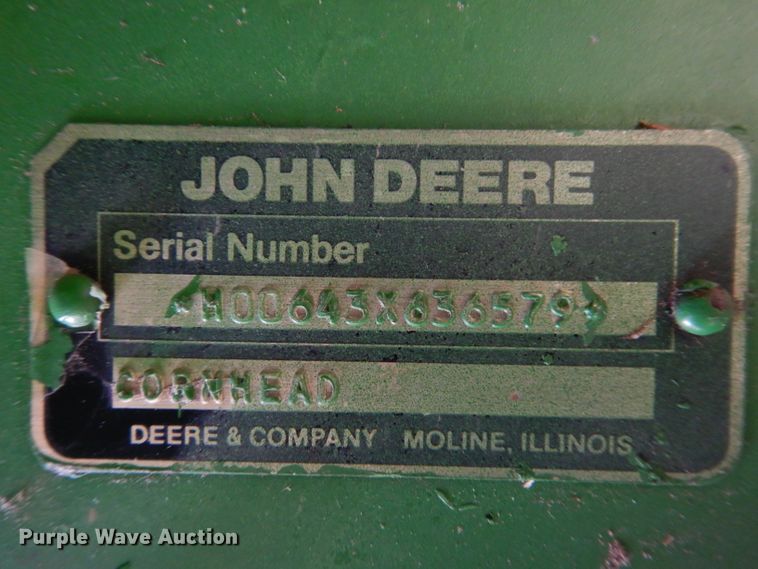 JOHN DEERE
Serial Number
H00643X636579
CORNHEAD
DEERE & COMPANY MOLINE, ILLINOIS
Purple Wave Auction